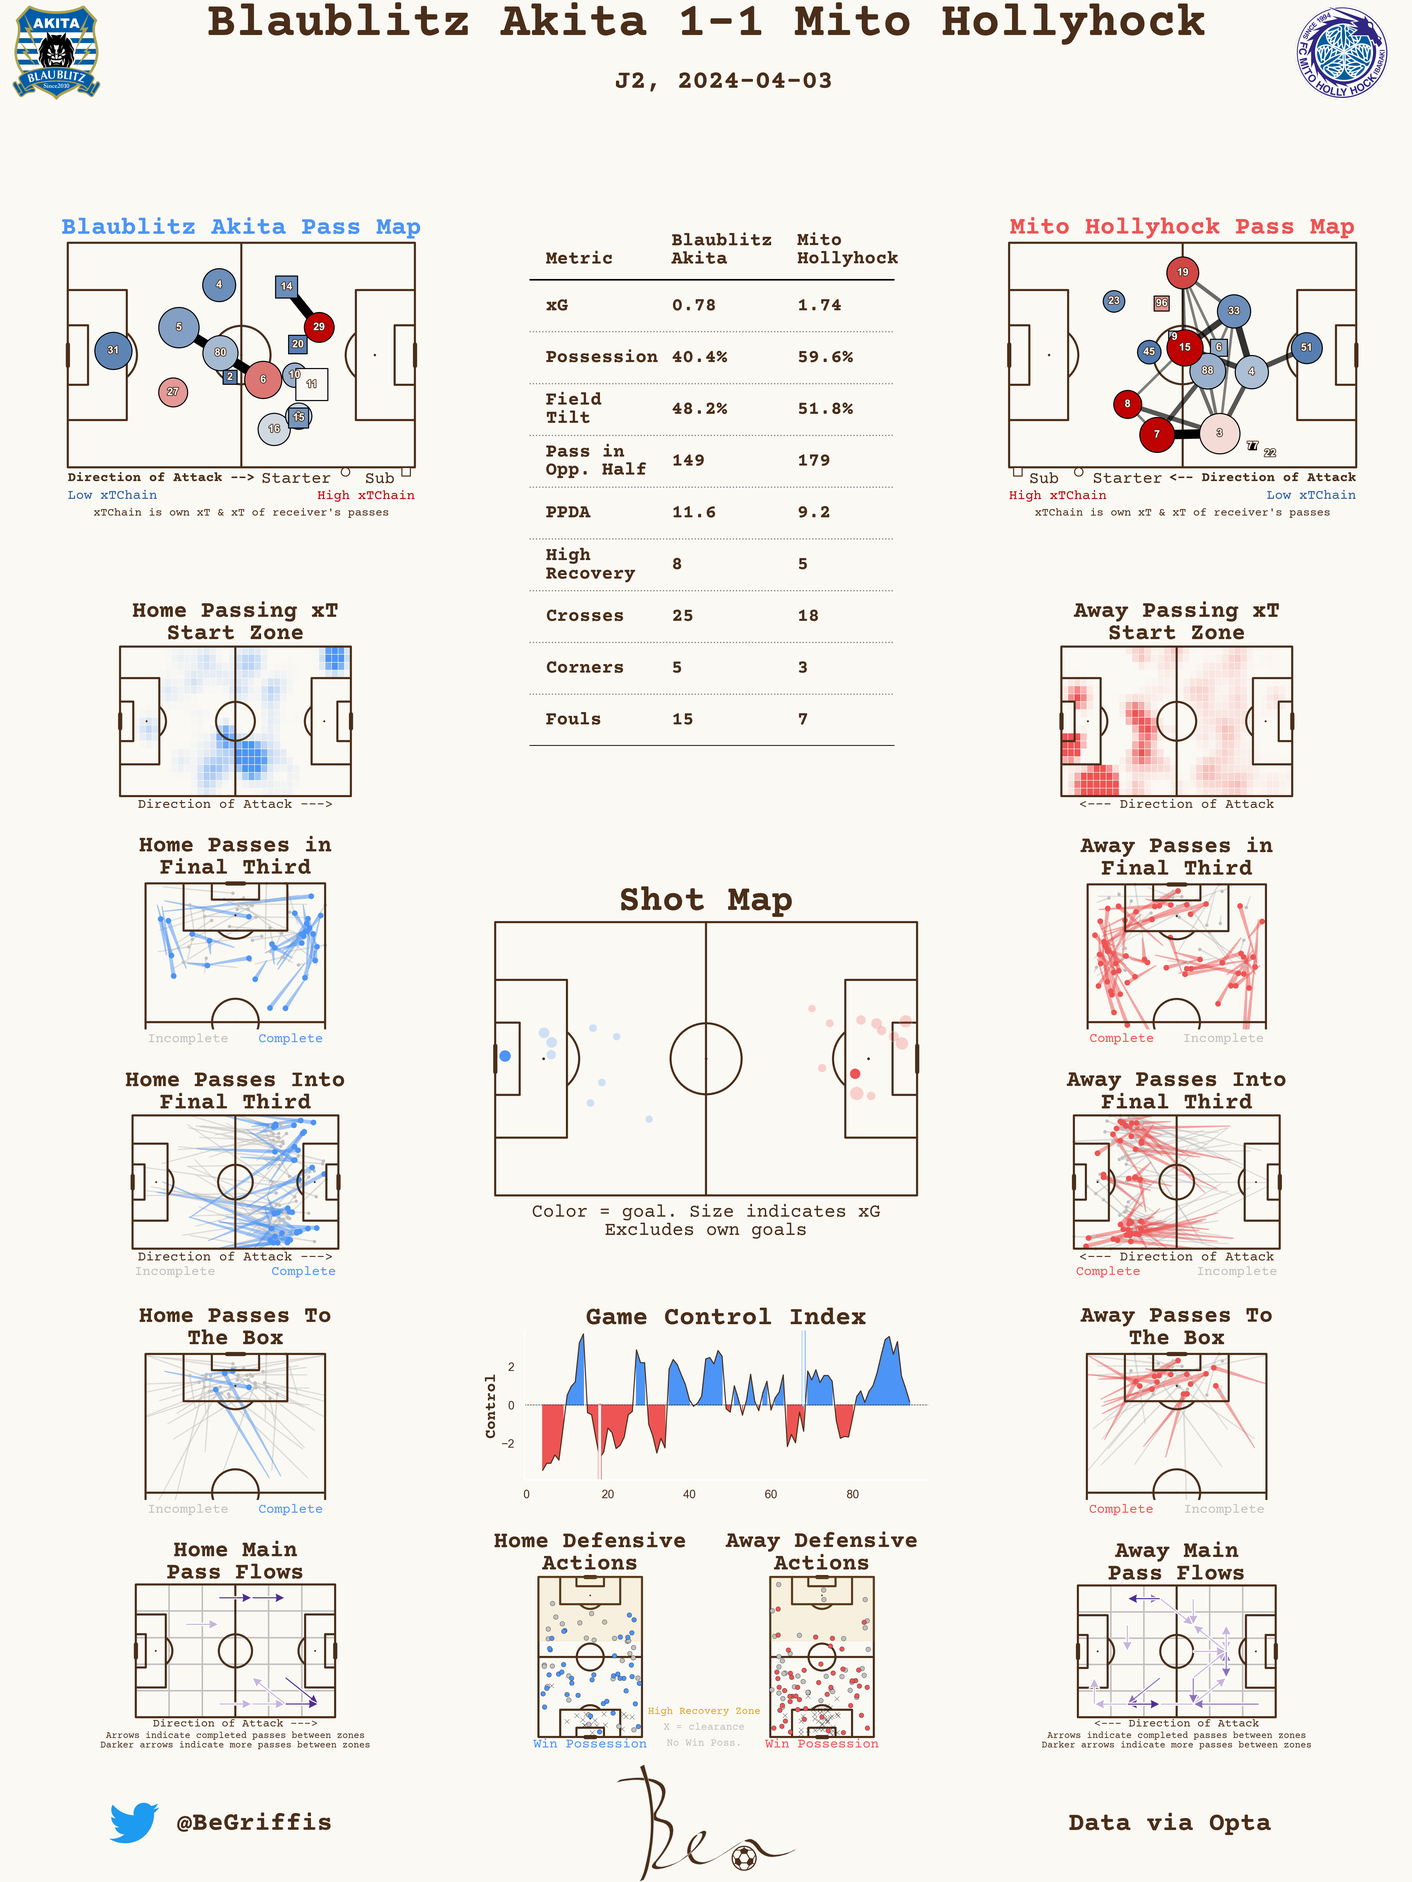 Blaublitz Akita 1-1 Mito Hollyhock
J2, 2024-04-03
AKITA
BLAUBLITZ
Since2010
SINCE 1994
FC MITO HOLLY HOCK
IBARAKI
Blaublitz Akita Pass Map
4
14
5
29
31
80
20
2
6
10
11
27
15
16
Direction of Attack --> Starter Sub
Low xTChain High xTChain
xTChain is own xT & xT of receiver's passes
Metric Blaublitz Akita Mito Hollyhock
xG 0.78 1.74
Possession 40.4% 59.6%
Field Tilt 48.2% 51.8%
Pass in Opp. Half 149 179
PPDA 11.6 9.2
High Recovery 8 5
Crosses 25 18
Corners 5 3
Fouls 15 7
Mito Hollyhock Pass Map
19
23
96
33
9
45
15
6
51
88
4
8
7
3
77
22
Sub Starter <-- Direction of Attack
High xTChain Low xTChain
xTChain is own xT & xT of receiver's passes
Home Passing xT
Start Zone
Direction of Attack --->
Away Passing xT
Start Zone
<--- Direction of Attack
Home Passes in
Final Third
Incomplete Complete
Away Passes in
Final Third
Complete Incomplete
Shot Map
Color = goal. Size indicates xG
Excludes own goals
Home Passes Into
Final Third
Direction of Attack --->
Incomplete Complete
Away Passes Into
Final Third
<--- Direction of Attack
Complete Incomplete
Game Control Index
Control
2
0
−2
0 20 40 60 80
Home Passes To
The Box
Incomplete Complete
Away Passes To
The Box
Complete Incomplete
Home Main
Pass Flows
Direction of Attack --->
Arrows indicate completed passes between zones
Darker arrows indicate more passes between zones
Home Defensive
Actions
Win Possession
High Recovery Zone
X = clearance
No Win Poss.
Away Defensive
Actions
Win Possession
Away Main
Pass Flows
<--- Direction of Attack
Arrows indicate completed passes between zones
Darker arrows indicate more passes between zones
@BeGriffis
Ben
Data via Opta